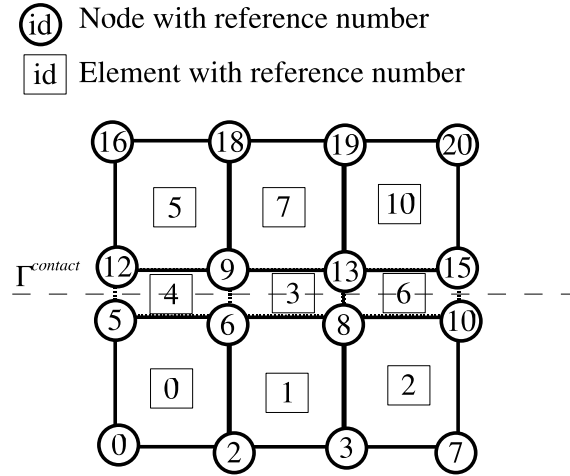 id Node with reference number
id Element with reference number
16 18 19 20
5 7 10
Γcontact
12 9 13 15
4 3 6
5 6 8 10
0 1 2
0 2 3 7